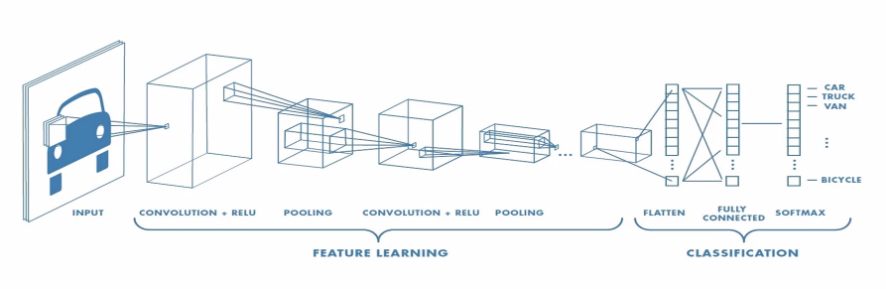 CAR
TRUCK
VAN
BICYCLE
INPUT
CONVOLUTION + RELU
POOLING
CONVOLUTION + RELU
POOLING
FLATTEN
FULLY
CONNECTED
SOFTMAX
FEATURE LEARNING
CLASSIFICATION